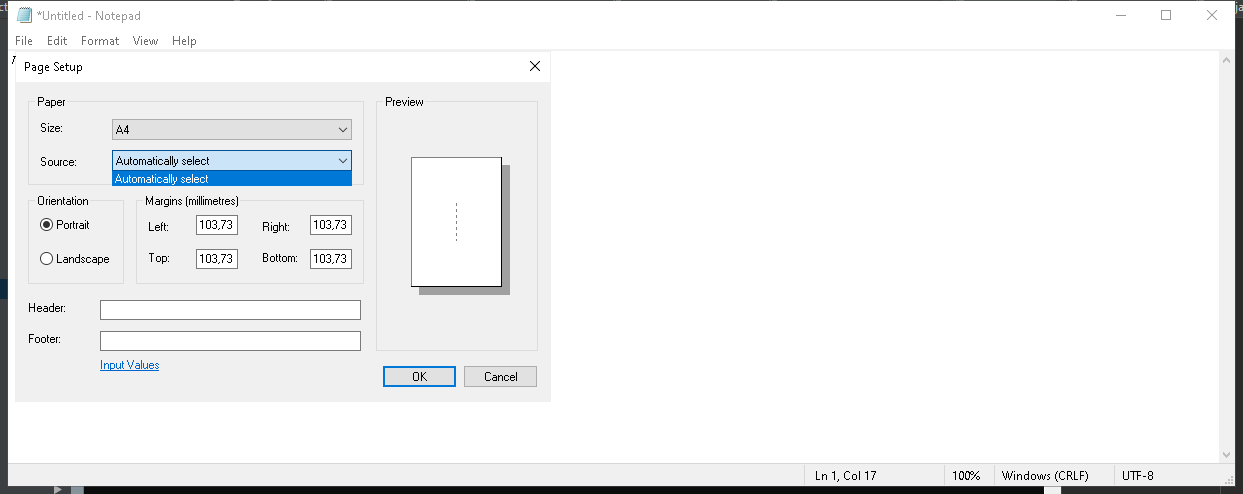 *Untitled - Notepad
File Edit Format View Help
Page Setup
Paper
Size: A4
Source: Automatically select
Automatically select
Orientation
Portrait
Landscape
Margins (millimetres)
Left: 103,73 Right: 103,73
Top: 103,73 Bottom: 103,73
Header:
Footer:
Input Values
Preview
OK Cancel
Ln 1, Col 17 100% Windows (CRLF) UTF-8